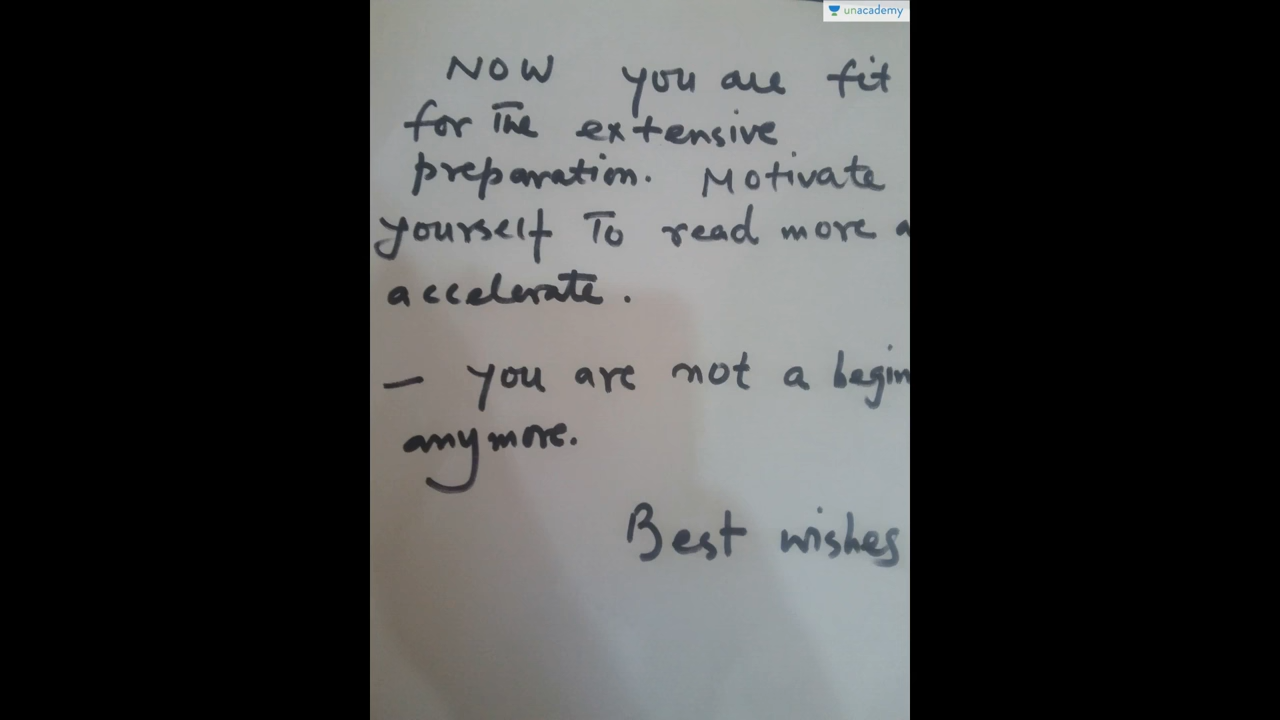 unacademy
NOW you are fit
for The extensive
preparation. Motivate
yourself To read more a
accelerate.
— you are not a begin
anymore.
Best wishes